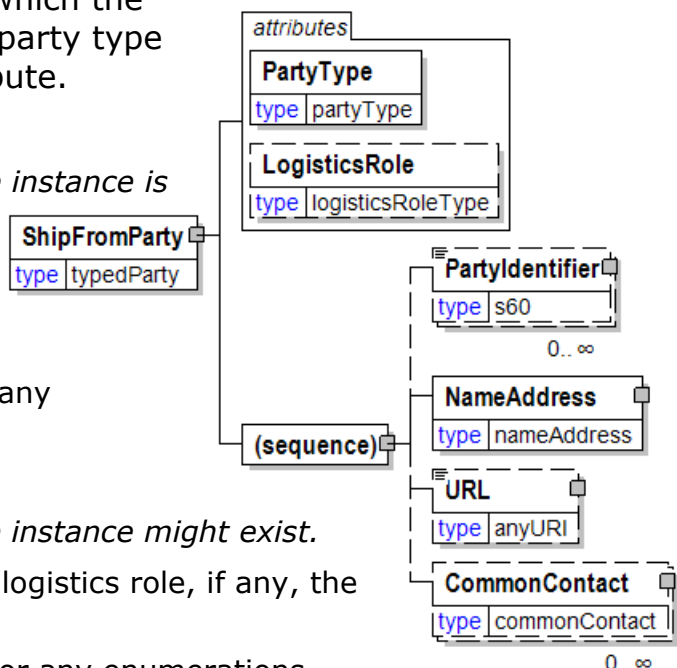 which the
party type
bute.
instance is
any
instance might exist.
logistics role, if any, the
or any enumerations
attributes
PartyType
type partyType
LogisticsRole
type logisticsRoleType
ShipFromParty
type typedParty
(sequence)
PartyIdentifier
type s60
0.. ∞
NameAddress
type nameAddress
URL
type anyURI
CommonContact
type commonContact
0.. ∞